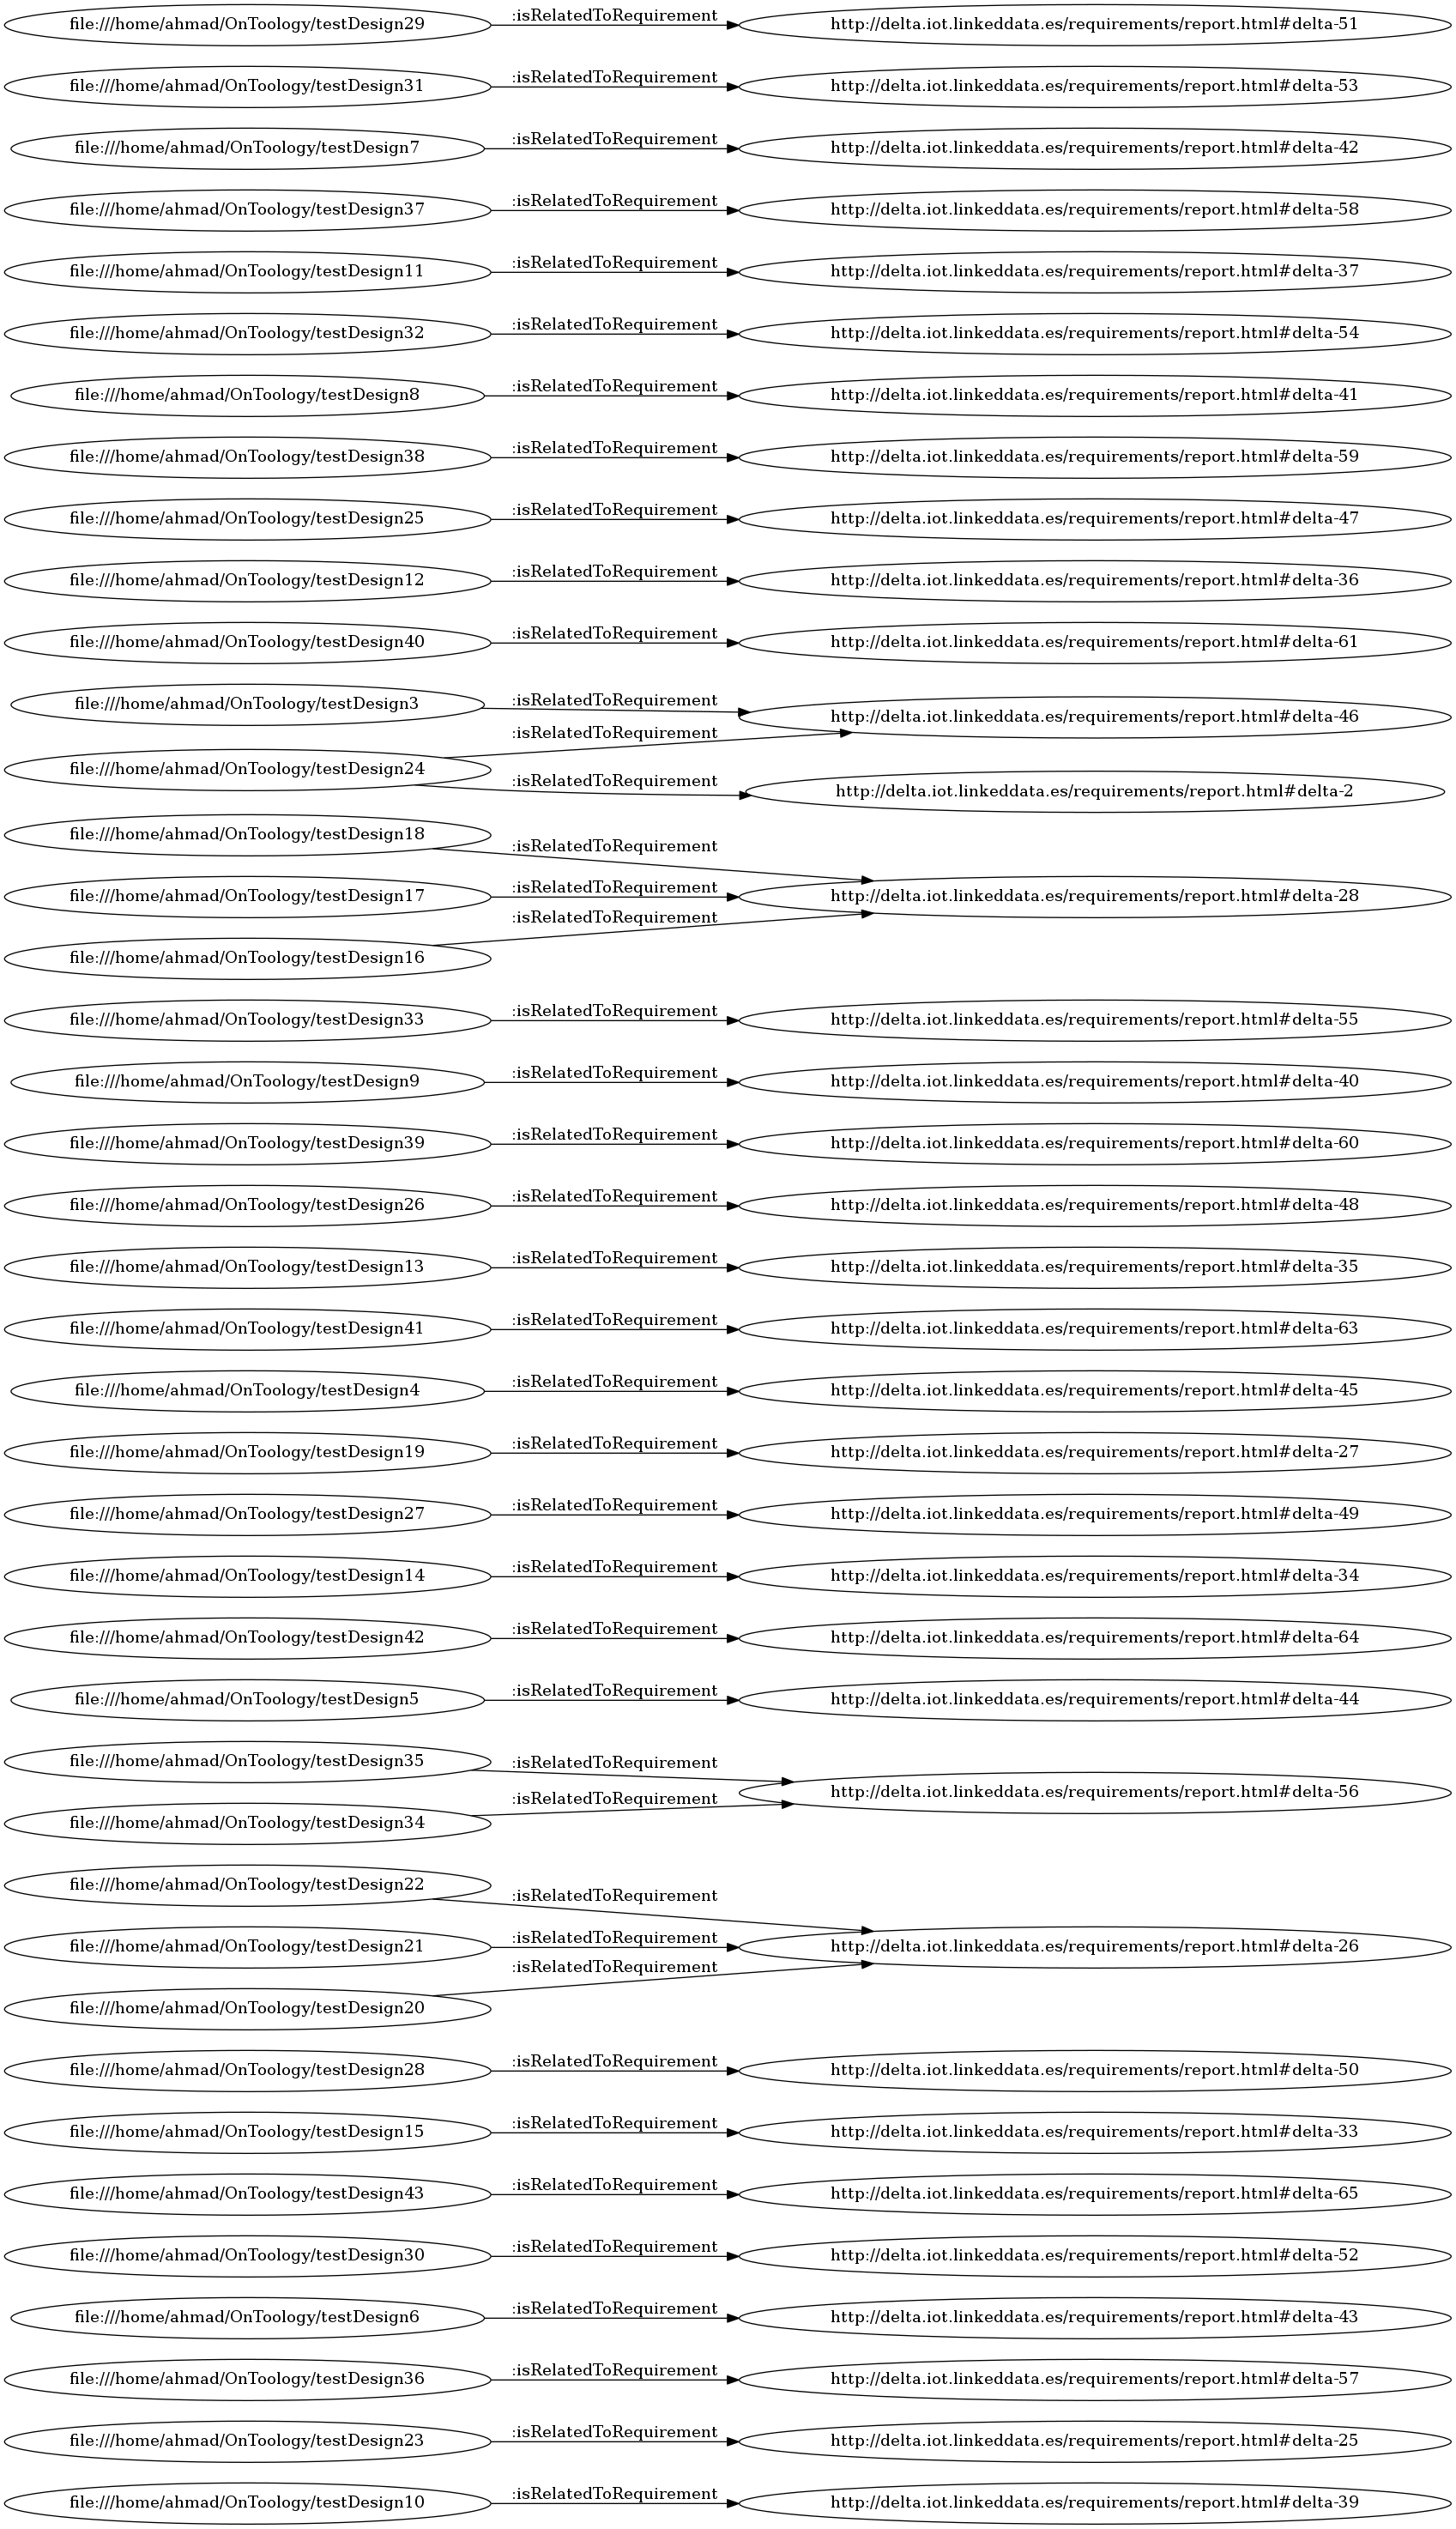 file:///home/ahmad/OnToology/testDesign29 :isRelatedToRequirement http://delta.iot.linkeddata.es/requirements/report.html#delta-51
file:///home/ahmad/OnToology/testDesign31 :isRelatedToRequirement http://delta.iot.linkeddata.es/requirements/report.html#delta-53
file:///home/ahmad/OnToology/testDesign7 :isRelatedToRequirement http://delta.iot.linkeddata.es/requirements/report.html#delta-42
file:///home/ahmad/OnToology/testDesign37 :isRelatedToRequirement http://delta.iot.linkeddata.es/requirements/report.html#delta-58
file:///home/ahmad/OnToology/testDesign11 :isRelatedToRequirement http://delta.iot.linkeddata.es/requirements/report.html#delta-37
file:///home/ahmad/OnToology/testDesign32 :isRelatedToRequirement http://delta.iot.linkeddata.es/requirements/report.html#delta-54
file:///home/ahmad/OnToology/testDesign8 :isRelatedToRequirement http://delta.iot.linkeddata.es/requirements/report.html#delta-41
file:///home/ahmad/OnToology/testDesign38 :isRelatedToRequirement http://delta.iot.linkeddata.es/requirements/report.html#delta-59
file:///home/ahmad/OnToology/testDesign25 :isRelatedToRequirement http://delta.iot.linkeddata.es/requirements/report.html#delta-47
file:///home/ahmad/OnToology/testDesign12 :isRelatedToRequirement http://delta.iot.linkeddata.es/requirements/report.html#delta-36
file:///home/ahmad/OnToology/testDesign40 :isRelatedToRequirement http://delta.iot.linkeddata.es/requirements/report.html#delta-61
file:///home/ahmad/OnToology/testDesign3 :isRelatedToRequirement http://delta.iot.linkeddata.es/requirements/report.html#delta-46
:isRelatedToRequirement
file:///home/ahmad/OnToology/testDesign24 :isRelatedToRequirement http://delta.iot.linkeddata.es/requirements/report.html#delta-2
file:///home/ahmad/OnToology/testDesign18 :isRelatedToRequirement
file:///home/ahmad/OnToology/testDesign17 :isRelatedToRequirement http://delta.iot.linkeddata.es/requirements/report.html#delta-28
file:///home/ahmad/OnToology/testDesign16 :isRelatedToRequirement
file:///home/ahmad/OnToology/testDesign33 :isRelatedToRequirement http://delta.iot.linkeddata.es/requirements/report.html#delta-55
file:///home/ahmad/OnToology/testDesign9 :isRelatedToRequirement http://delta.iot.linkeddata.es/requirements/report.html#delta-40
file:///home/ahmad/OnToology/testDesign39 :isRelatedToRequirement http://delta.iot.linkeddata.es/requirements/report.html#delta-60
file:///home/ahmad/OnToology/testDesign26 :isRelatedToRequirement http://delta.iot.linkeddata.es/requirements/report.html#delta-48
file:///home/ahmad/OnToology/testDesign13 :isRelatedToRequirement http://delta.iot.linkeddata.es/requirements/report.html#delta-35
file:///home/ahmad/OnToology/testDesign41 :isRelatedToRequirement http://delta.iot.linkeddata.es/requirements/report.html#delta-63
file:///home/ahmad/OnToology/testDesign4 :isRelatedToRequirement http://delta.iot.linkeddata.es/requirements/report.html#delta-45
file:///home/ahmad/OnToology/testDesign19 :isRelatedToRequirement http://delta.iot.linkeddata.es/requirements/report.html#delta-27
file:///home/ahmad/OnToology/testDesign27 :isRelatedToRequirement http://delta.iot.linkeddata.es/requirements/report.html#delta-49
file:///home/ahmad/OnToology/testDesign14 :isRelatedToRequirement http://delta.iot.linkeddata.es/requirements/report.html#delta-34
file:///home/ahmad/OnToology/testDesign42 :isRelatedToRequirement http://delta.iot.linkeddata.es/requirements/report.html#delta-64
file:///home/ahmad/OnToology/testDesign5 :isRelatedToRequirement http://delta.iot.linkeddata.es/requirements/report.html#delta-44
file:///home/ahmad/OnToology/testDesign35 :isRelatedToRequirement http://delta.iot.linkeddata.es/requirements/report.html#delta-56
file:///home/ahmad/OnToology/testDesign34 :isRelatedToRequirement
file:///home/ahmad/OnToology/testDesign22 :isRelatedToRequirement
file:///home/ahmad/OnToology/testDesign21 :isRelatedToRequirement http://delta.iot.linkeddata.es/requirements/report.html#delta-26
file:///home/ahmad/OnToology/testDesign20 :isRelatedToRequirement
file:///home/ahmad/OnToology/testDesign28 :isRelatedToRequirement http://delta.iot.linkeddata.es/requirements/report.html#delta-50
file:///home/ahmad/OnToology/testDesign15 :isRelatedToRequirement http://delta.iot.linkeddata.es/requirements/report.html#delta-33
file:///home/ahmad/OnToology/testDesign43 :isRelatedToRequirement http://delta.iot.linkeddata.es/requirements/report.html#delta-65
file:///home/ahmad/OnToology/testDesign30 :isRelatedToRequirement http://delta.iot.linkeddata.es/requirements/report.html#delta-52
file:///home/ahmad/OnToology/testDesign6 :isRelatedToRequirement http://delta.iot.linkeddata.es/requirements/report.html#delta-43
file:///home/ahmad/OnToology/testDesign36 :isRelatedToRequirement http://delta.iot.linkeddata.es/requirements/report.html#delta-57
file:///home/ahmad/OnToology/testDesign23 :isRelatedToRequirement http://delta.iot.linkeddata.es/requirements/report.html#delta-25
file:///home/ahmad/OnToology/testDesign10 :isRelatedToRequirement http://delta.iot.linkeddata.es/requirements/report.html#delta-39